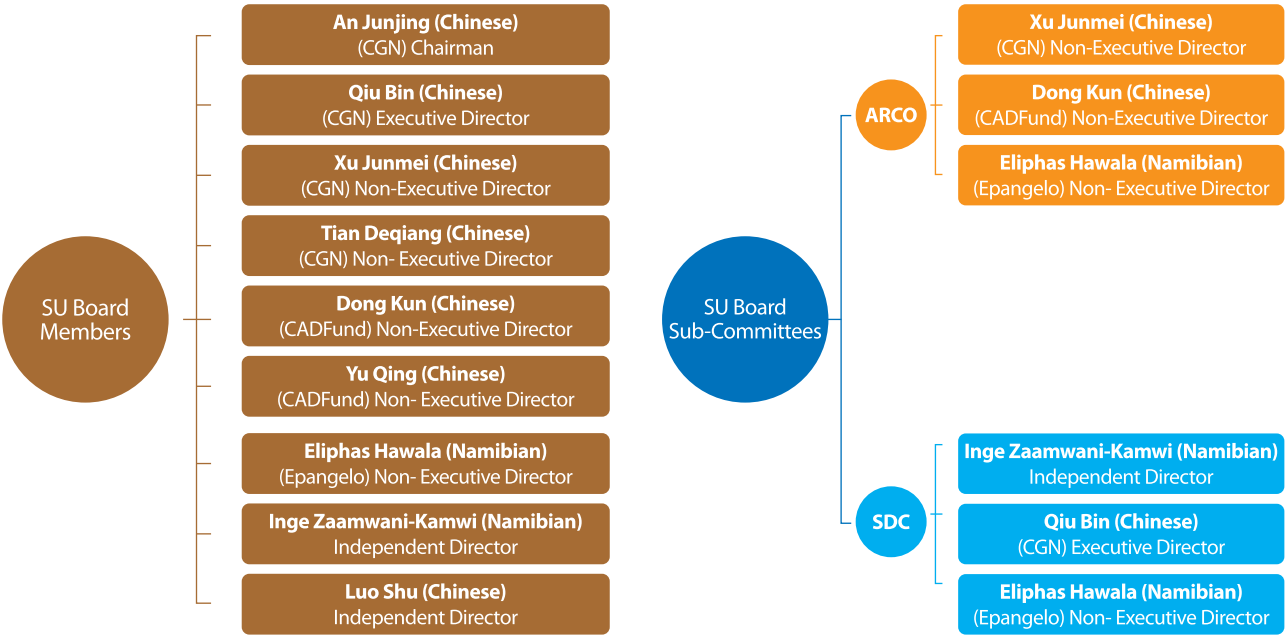 SU Board
Members
An Junjing (Chinese)
(CGN) Chairman
Qiu Bin (Chinese)
(CGN) Executive Director
Xu Junmei (Chinese)
(CGN) Non-Executive Director
Tian Deqiang (Chinese)
(CGN) Non- Executive Director
Dong Kun (Chinese)
(CADFund) Non-Executive Director
Yu Qing (Chinese)
(CADFund) Non- Executive Director
Eliphas Hawala (Namibian)
(Epangelo) Non- Executive Director
Inge Zaamwani-Kamwi (Namibian)
Independent Director
Luo Shu (Chinese)
Independent Director
SU Board
Sub-Committees
ARCO
Xu Junmei (Chinese)
(CGN) Non-Executive Director
Dong Kun (Chinese)
(CADFund) Non-Executive Director
Eliphas Hawala (Namibian)
(Epangelo) Non- Executive Director
SDC
Inge Zaamwani-Kamwi (Namibian)
Independent Director
Qiu Bin (Chinese)
(CGN) Executive Director
Eliphas Hawala (Namibian)
(Epangelo) Non- Executive Director